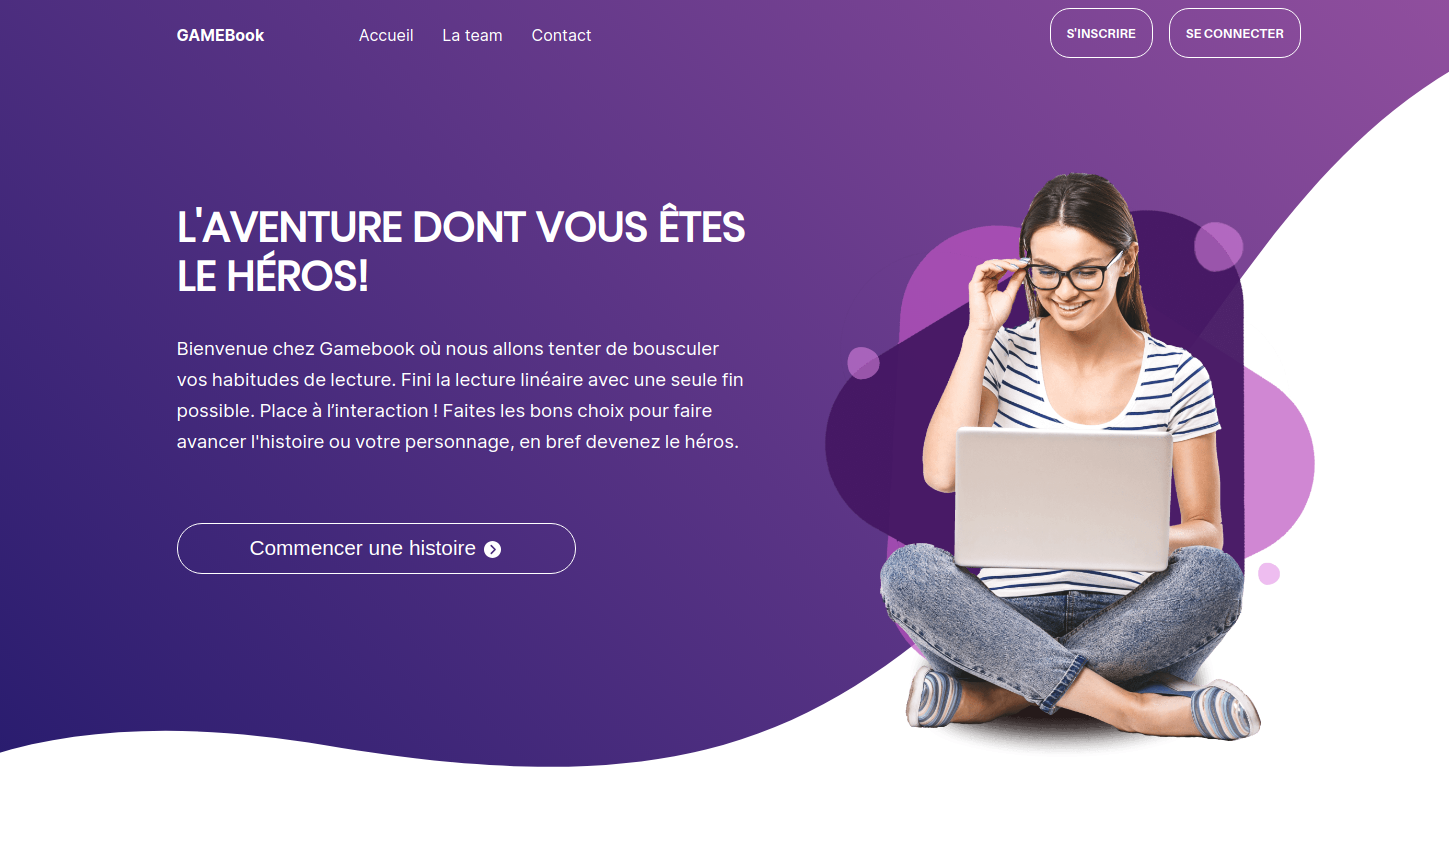 GAMEBook
Accueil
La team
Contact
S'INSCRIRE
SE CONNECTER
L'AVENTURE DONT VOUS ÊTES
LE HÉROS!
Bienvenue chez Gamebook où nous allons tenter de bousculer
vos habitudes de lecture. Fini la lecture linéaire avec une seule fin
possible. Place à l’interaction ! Faites les bons choix pour faire
avancer l'histoire ou votre personnage, en bref devenez le héros.
Commencer une histoire